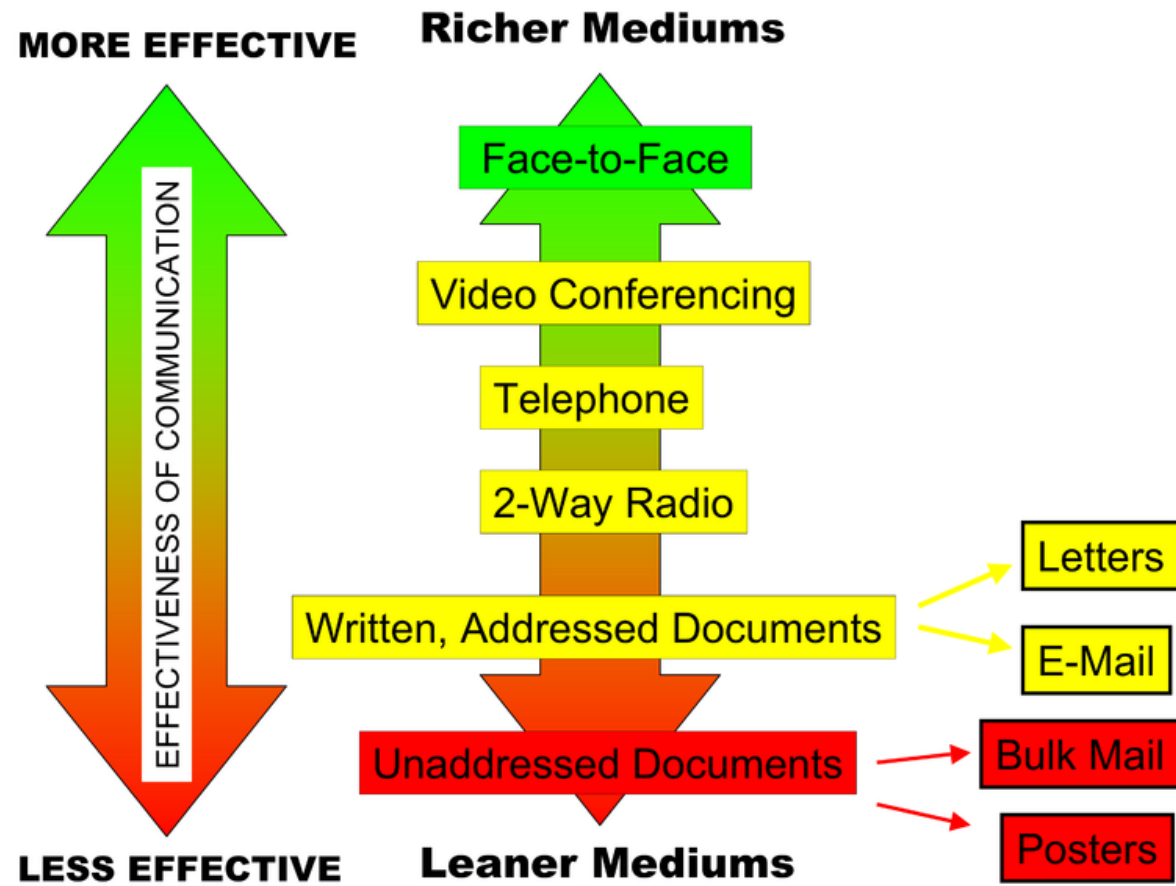 MORE EFFECTIVE
Richer Mediums
EFFECTIVENESS OF COMMUNICATION
Face-to-Face
Video Conferencing
Telephone
2-Way Radio
Written, Addressed Documents
Letters
E-Mail
Unaddressed Documents
Bulk Mail
Posters
LESS EFFECTIVE
Leaner Mediums